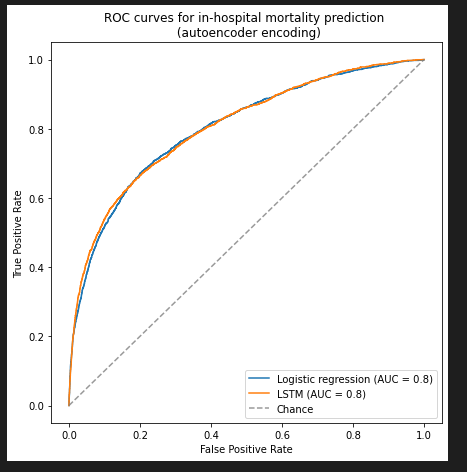 ROC curves for in-hospital mortality prediction
(autoencoder encoding)
1.0
0.8
0.6
0.4
0.2
0.0
True Positive Rate
Logistic regression (AUC = 0.8)
LSTM (AUC = 0.8)
Chance
0.0 0.2 0.4 0.6 0.8 1.0
False Positive Rate